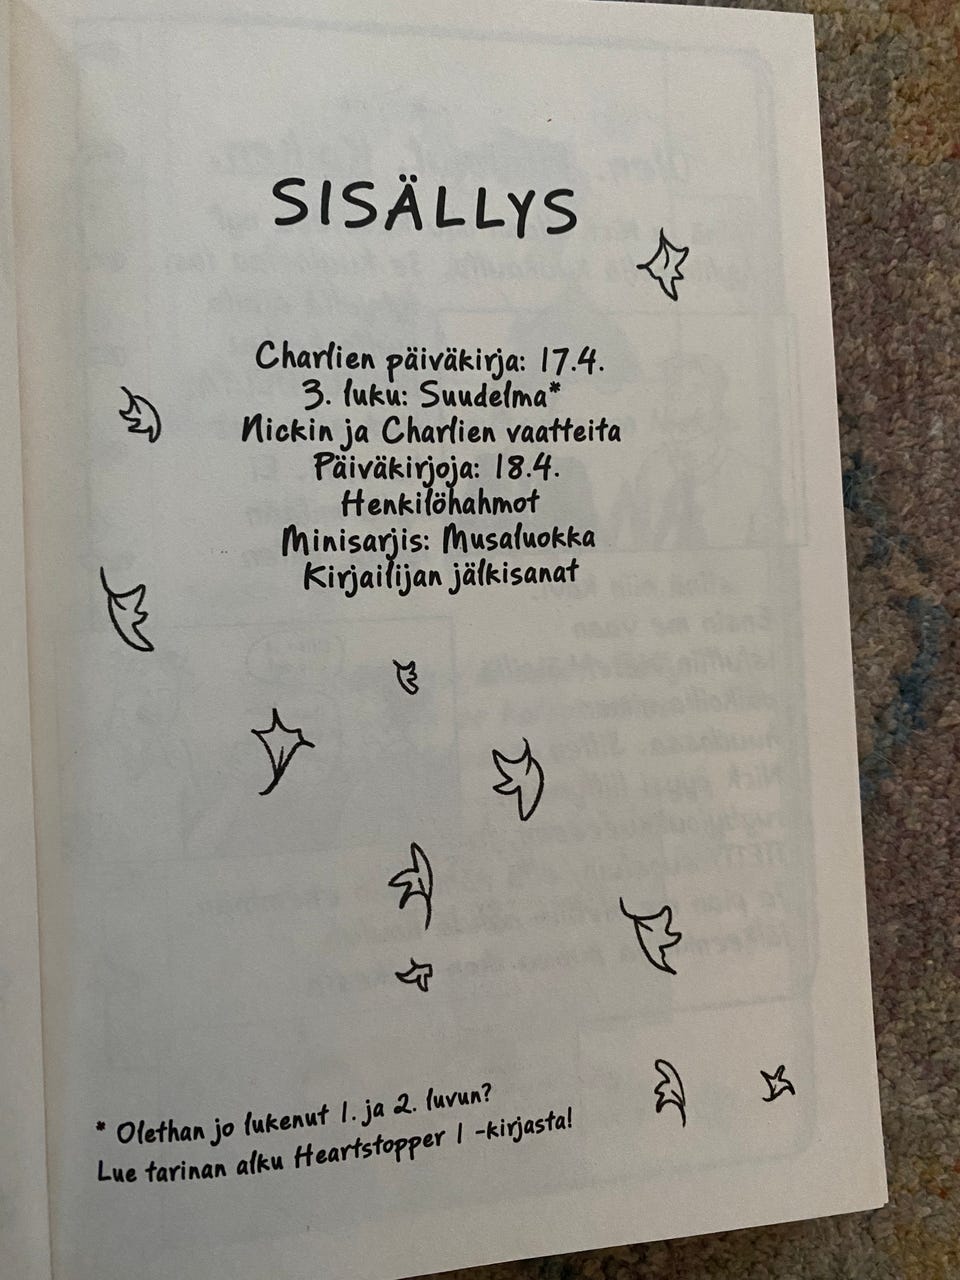 SISÄLLYS
Charlien päiväkirja: 17.4.
3. luku: Suudelma*
Nickin ja Charlien vaatteita
Päiväkirjoja: 18.4.
Henkilöhahmot
Minisarjis: Musaluokka
Kirjailijan jälkisanat
* Olethan jo lukenut 1. ja 2. luvun?
Lue tarinan alku Heartstopper 1 -kirjasta!